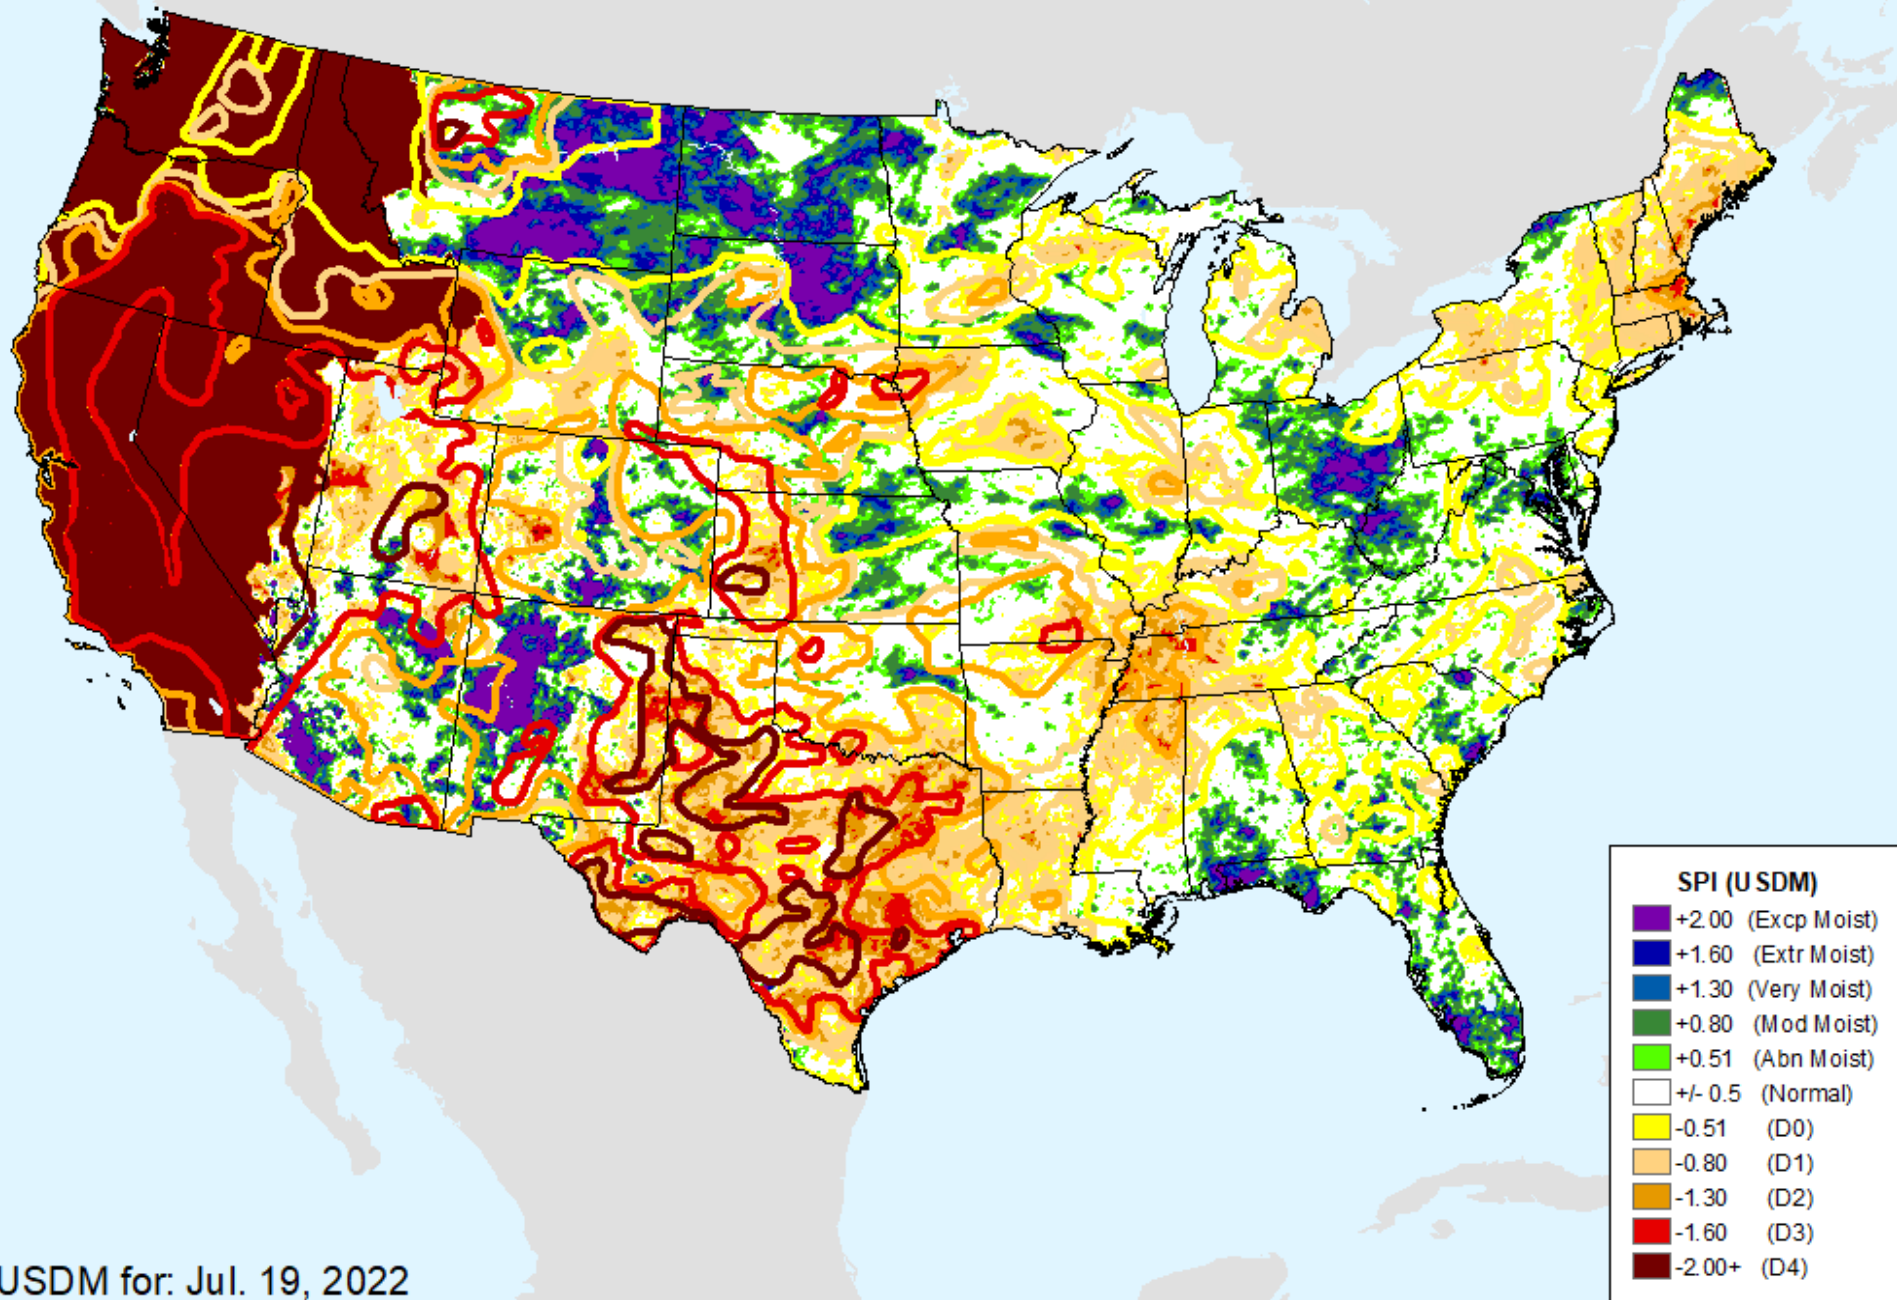 SPI (USDM)
+2.00 (Excp Moist)
+1.60 (Extr Moist)
+1.30 (Very Moist)
+0.80 (Mod Moist)
+0.51 (Abn Moist)
+/- 0.5 (Normal)
-0.51 (D0)
-0.80 (D1)
-1.30 (D2)
-1.60 (D3)
-2.00+ (D4)
USDM for: Jul. 19, 2022